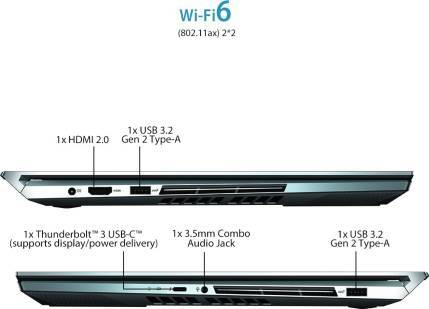 Wi-Fi6
(802.11ax) 2*2
1x HDMI 2.0
1x USB 3.2
Gen 2 Type-A
1x Thunderbolt™ 3 USB-C™
(supports display/power delivery)
1x 3.5mm Combo
Audio Jack
1x USB 3.2
Gen 2 Type-A